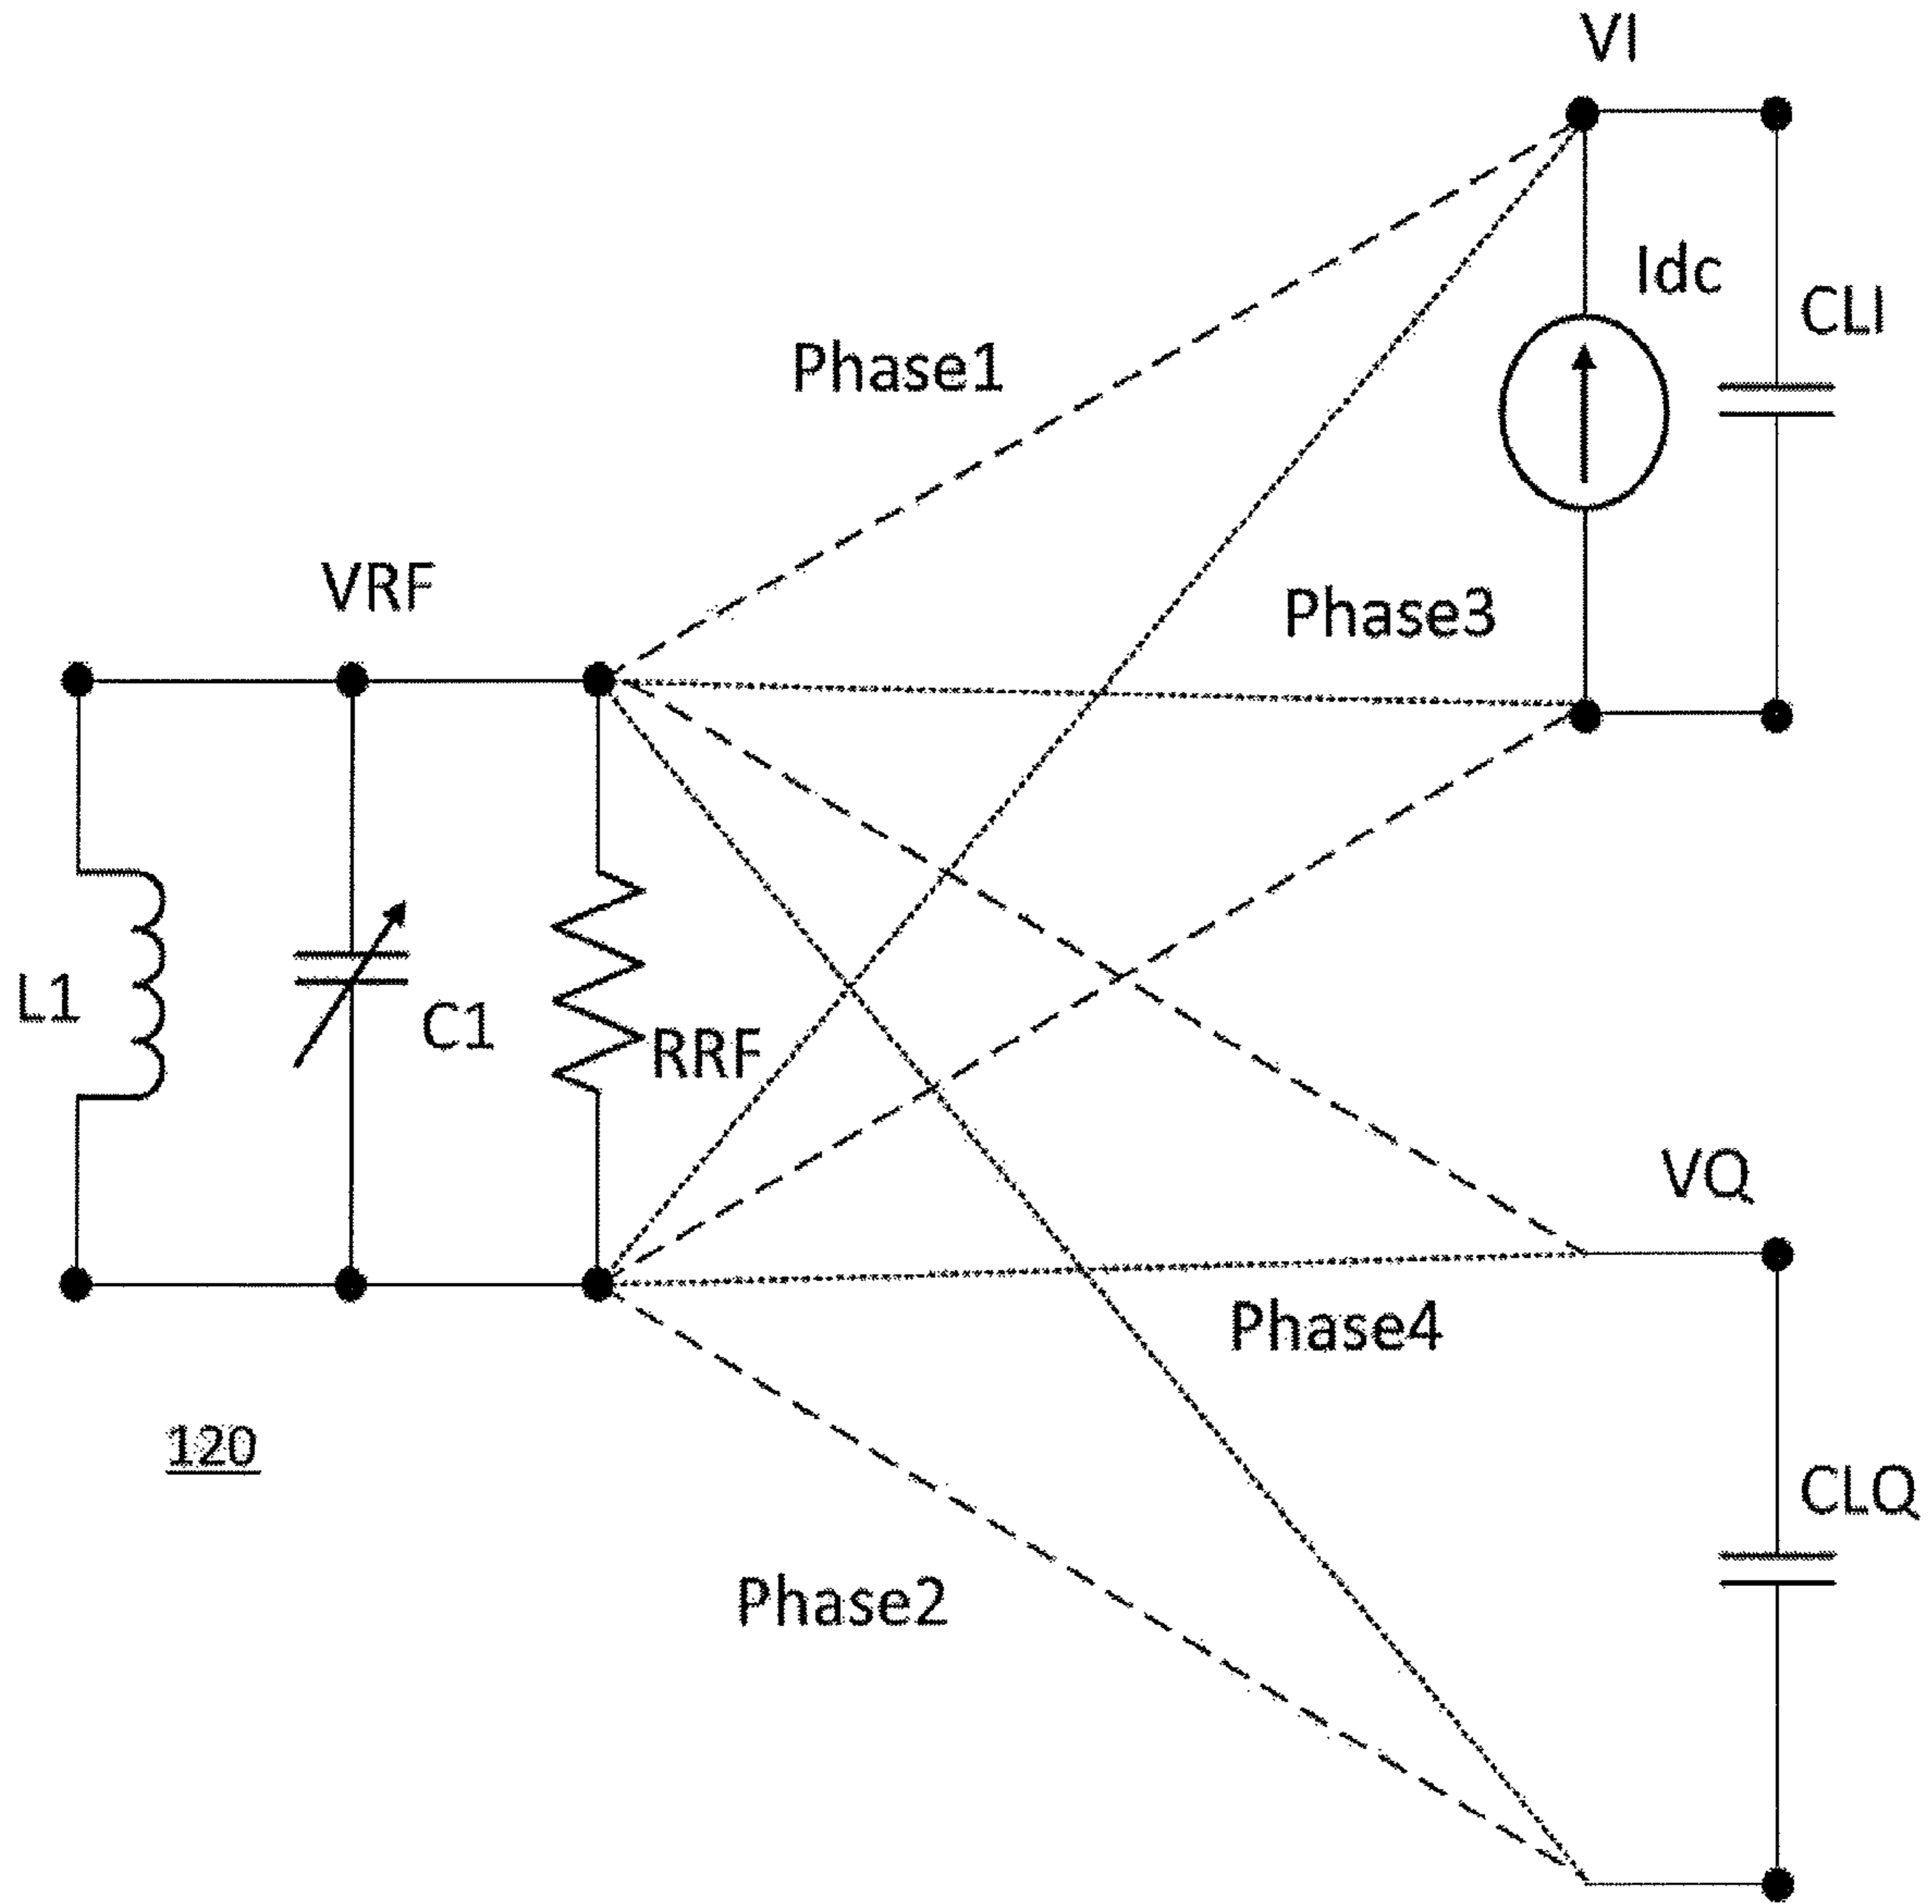 VI
Idc
CLI
Phase1
VRF
Phase3
L1
C1
RRF
VQ
Phase4
120
CLQ
Phase2